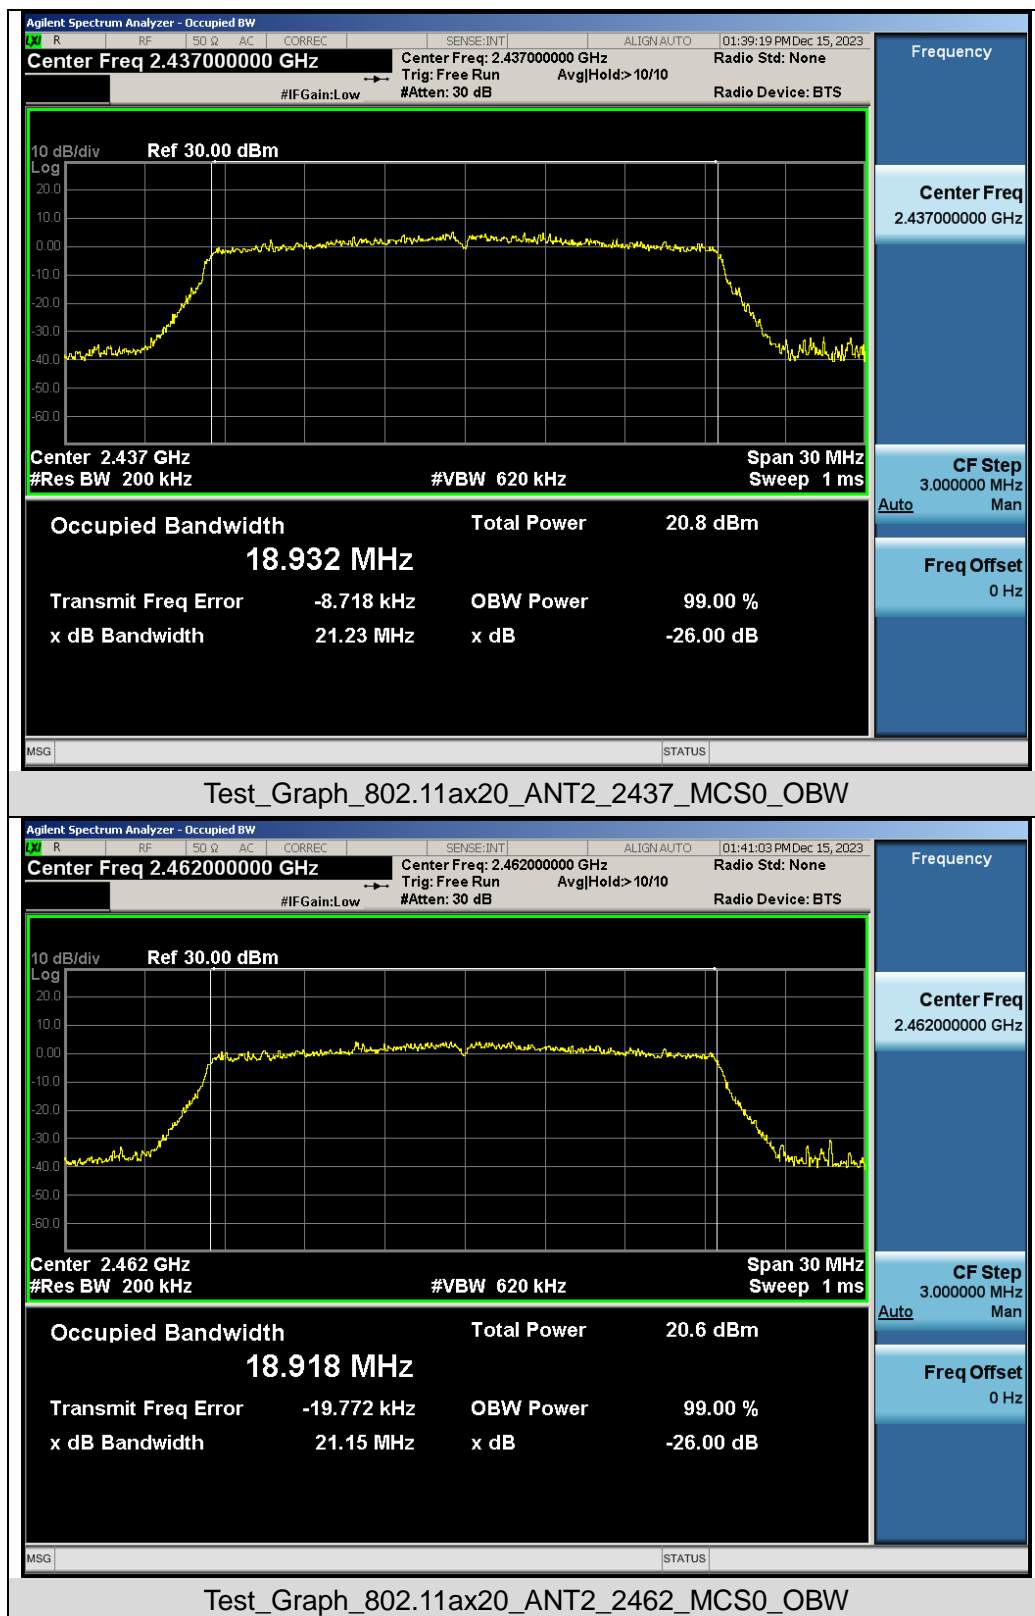 Agilent Spectrum Analyzer - Occupied BW
LXI R RF 50 Ω AC CORREC SENSE:INT ALIGN AUTO 01:39:19 PM Dec 15, 2023
Center Freq 2.437000000 GHz Center Freq: 2.437000000 GHz Radio Std: None
Trig: Free Run Avg|Hold:>10/10
#IFGain:Low #Atten: 30 dB Radio Device: BTS
Frequency
10 dB/div Ref 30.00 dBm
Log
20.0
10.0
0.00
-10.0
-20.0
-30.0
-40.0
-50.0
-60.0
Center 2.437 GHz Span 30 MHz
#Res BW 200 kHz #VBW 620 kHz Sweep 1 ms
Occupied Bandwidth Total Power 20.8 dBm
18.932 MHz
Transmit Freq Error -8.718 kHz OBW Power 99.00 %
x dB Bandwidth 21.23 MHz x dB -26.00 dB
Center Freq
2.437000000 GHz
CF Step
3.000000 MHz
Auto Man
Freq Offset
0 Hz
MSG STATUS
Test_Graph_802.11ax20_ANT2_2437_MCS0_OBW
Agilent Spectrum Analyzer - Occupied BW
LXI R RF 50 Ω AC CORREC SENSE:INT ALIGN AUTO 01:41:03 PM Dec 15, 2023
Center Freq 2.462000000 GHz Center Freq: 2.462000000 GHz Radio Std: None
Trig: Free Run Avg|Hold:>10/10
#IFGain:Low #Atten: 30 dB Radio Device: BTS
Frequency
10 dB/div Ref 30.00 dBm
Log
20.0
10.0
0.00
-10.0
-20.0
-30.0
-40.0
-50.0
-60.0
Center 2.462 GHz Span 30 MHz
#Res BW 200 kHz #VBW 620 kHz Sweep 1 ms
Occupied Bandwidth Total Power 20.6 dBm
18.918 MHz
Transmit Freq Error -19.772 kHz OBW Power 99.00 %
x dB Bandwidth 21.15 MHz x dB -26.00 dB
Center Freq
2.462000000 GHz
CF Step
3.000000 MHz
Auto Man
Freq Offset
0 Hz
MSG STATUS
Test_Graph_802.11ax20_ANT2_2462_MCS0_OBW